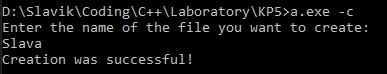 D:\Slavik\Coding\C++\Laboratory\KP5>a.exe -c
Enter the name of the file you want to create:
Slava
Creation was successful!